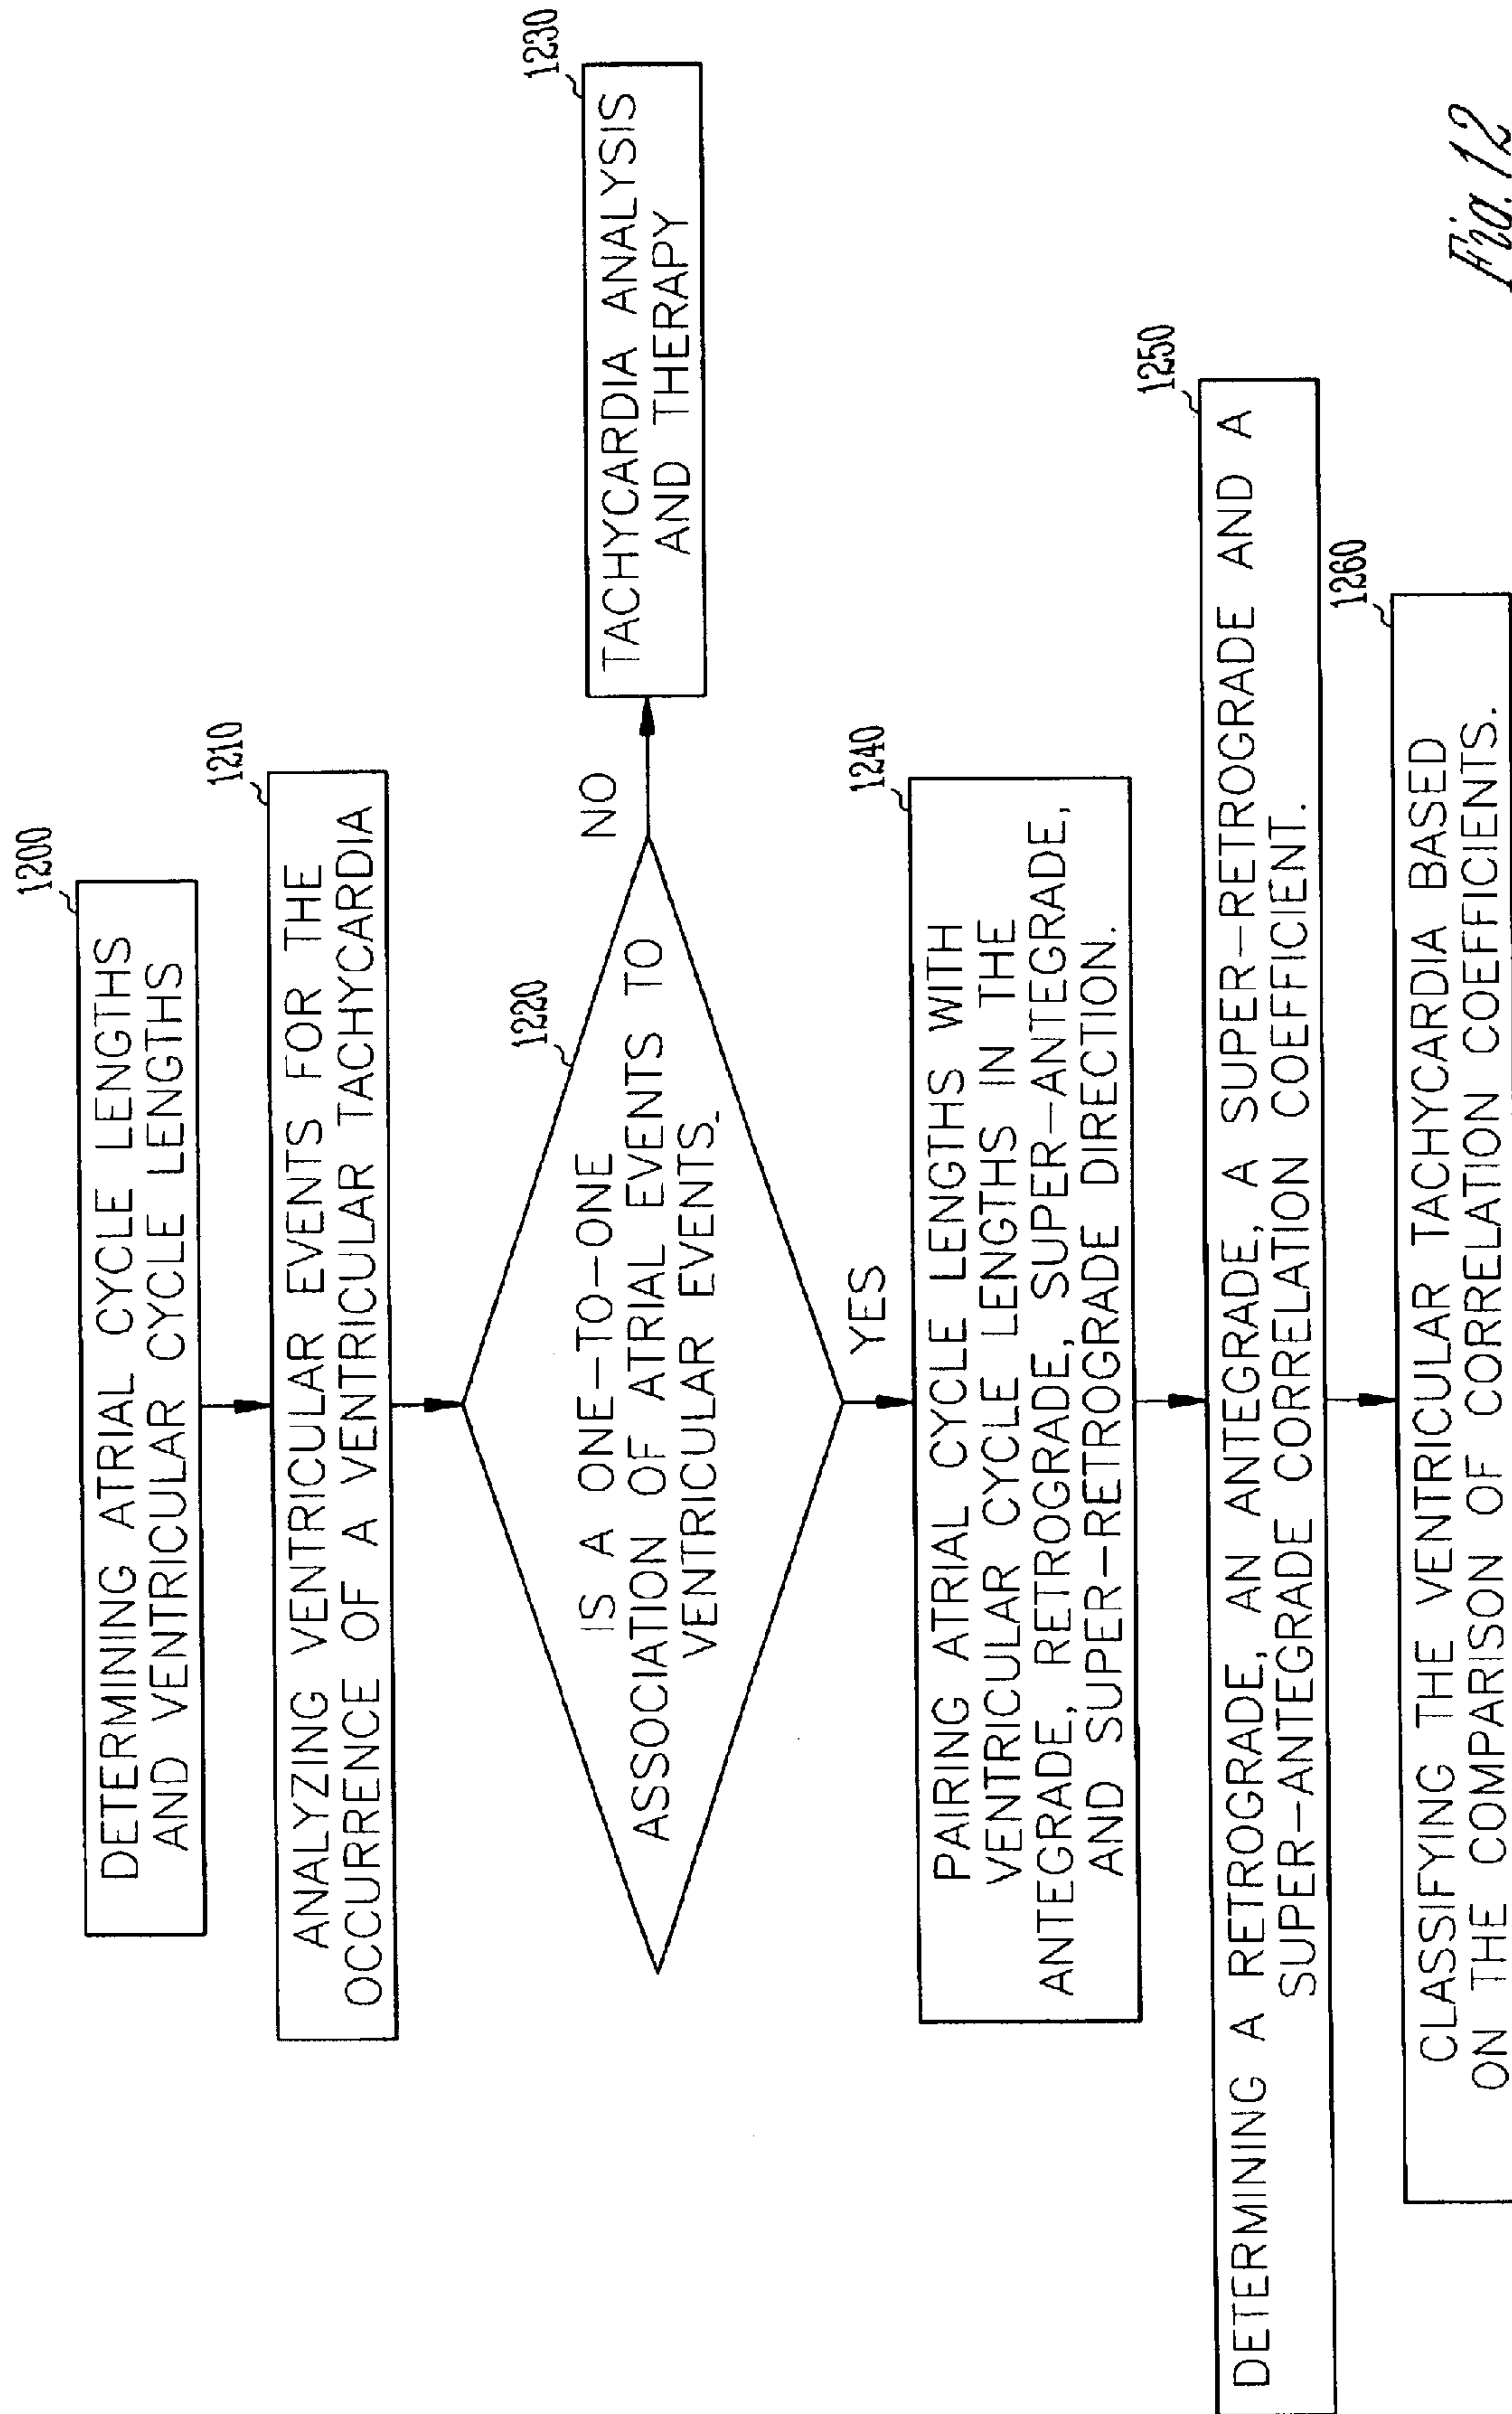 1200
DETERMINING ATRIAL CYCLE LENGTHS
AND VENTRICULAR CYCLE LENGTHS
1210
ANALYZING VENTRICULAR EVENTS FOR THE
OCCURRENCE OF A VENTRICULAR TACHYCARDIA
1220
IS A ONE-TO-ONE
ASSOCIATION OF ATRIAL EVENTS TO
VENTRICULAR EVENTS.
NO
1230
TACHYCARDIA ANALYSIS
AND THERAPY
YES
1240
PAIRING ATRIAL CYCLE LENGTHS WITH
VENTRICULAR CYCLE LENGTHS IN THE
ANTEGRADE, RETROGRADE, SUPER-ANTEGRADE,
AND SUPER-RETROGRADE DIRECTION.
1250
DETERMINING A RETROGRADE, AN ANTEGRADE, A SUPER-RETROGRADE AND A
SUPER-ANTEGRADE CORRELATION COEFFICIENT.
1260
CLASSIFYING THE VENTRICULAR TACHYCARDIA BASED
ON THE COMPARISON OF CORRELATION COEFFICIENTS.
Fig. 12